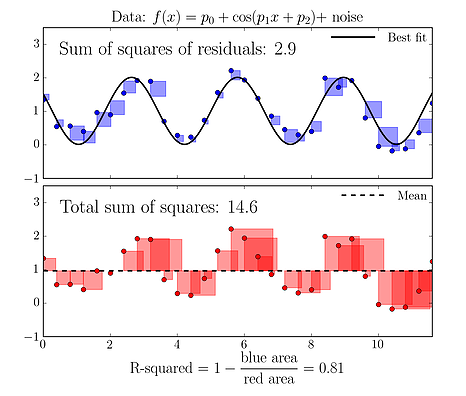 Data: f(x) = p₀ + cos(p₁x + p₂)+ noise
3
2
1
0
−1
Sum of squares of residuals: 2.9
Best fit
3
2
1
0
−1
Total sum of squares: 14.6
Mean
0 2 4 6 8 10
R-squared = 1 − blue area / red area = 0.81